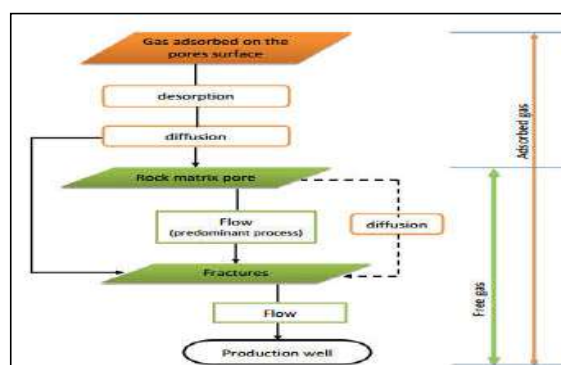 Gas adsorbed on the
pores surface
desorption
diffusion
Rock matrix pore
Flow
(predominant process)
diffusion
Fractures
Flow
Production well
Adsorbed gas
Free gas